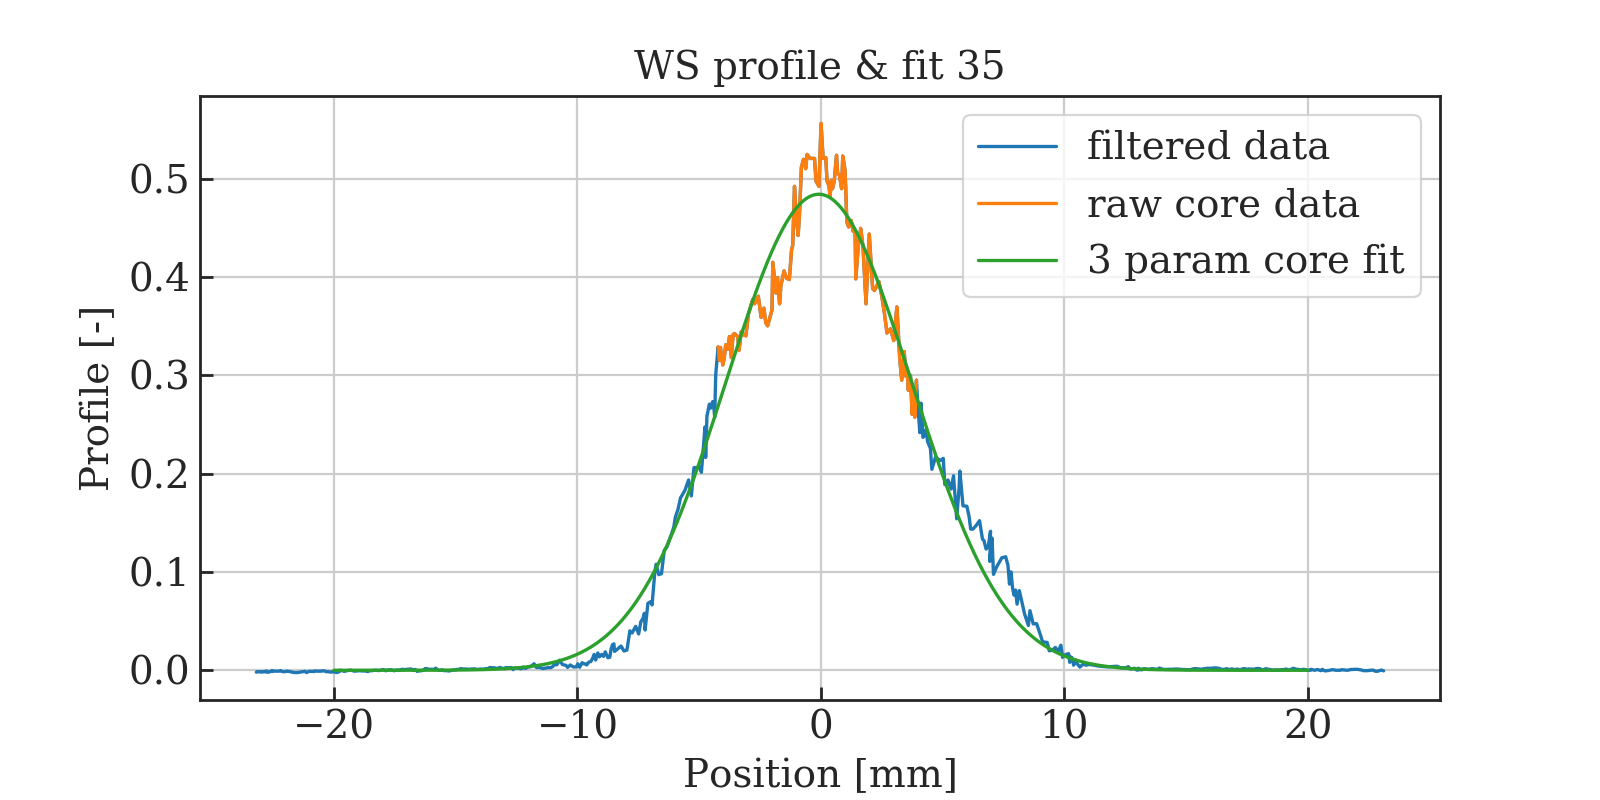 WS profile & fit 35
filtered data
raw core data
3 param core fit
Profile [-]
0.5
0.4
0.3
0.2
0.1
0.0
−20 −10 0 10 20
Position [mm]